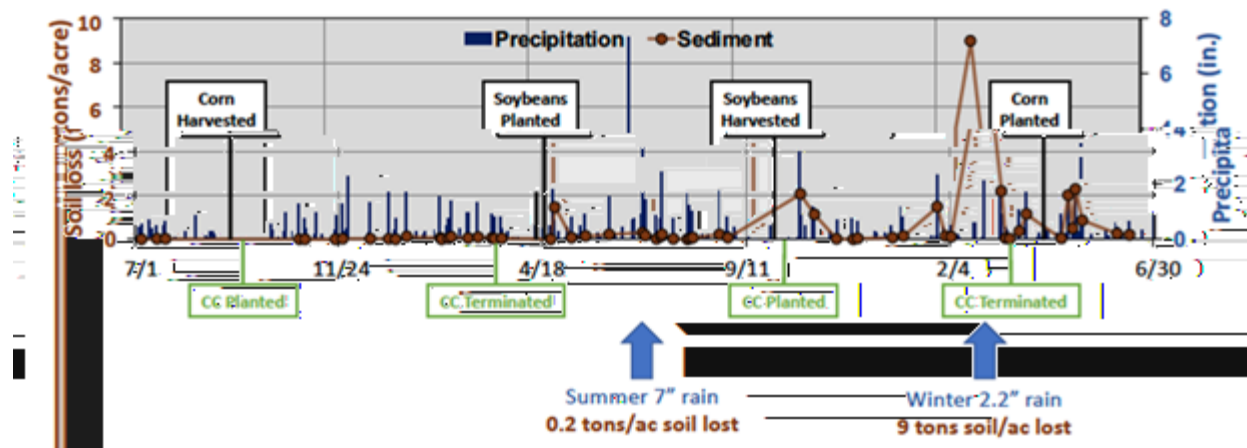 10
8
6
4
2
0
8
6
2
0
Precipitation
Sediment
Corn
Harvested
Soybeans
Planted
Soybeans
Harvested
Corn
Planted
7/1
11/24
4/18
9/11
2/4
6/30
CC Planted
CC Terminated
CC Planted
CC Terminated
Summer 7” rain
0.2 tons/ac soil lost
Winter 2.2” rain
9 tons soil/ac lost